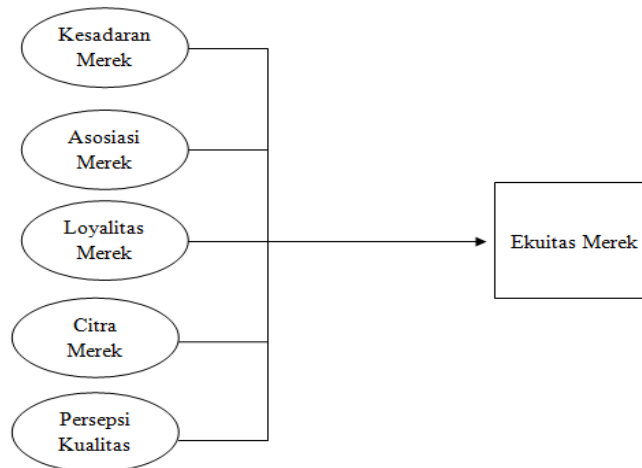 Kesadaran
Merek
Asosiasi
Merek
Loyalitas
Merek
Ekuitas Merek
Citra
Merek
Persepsi
Kualitas